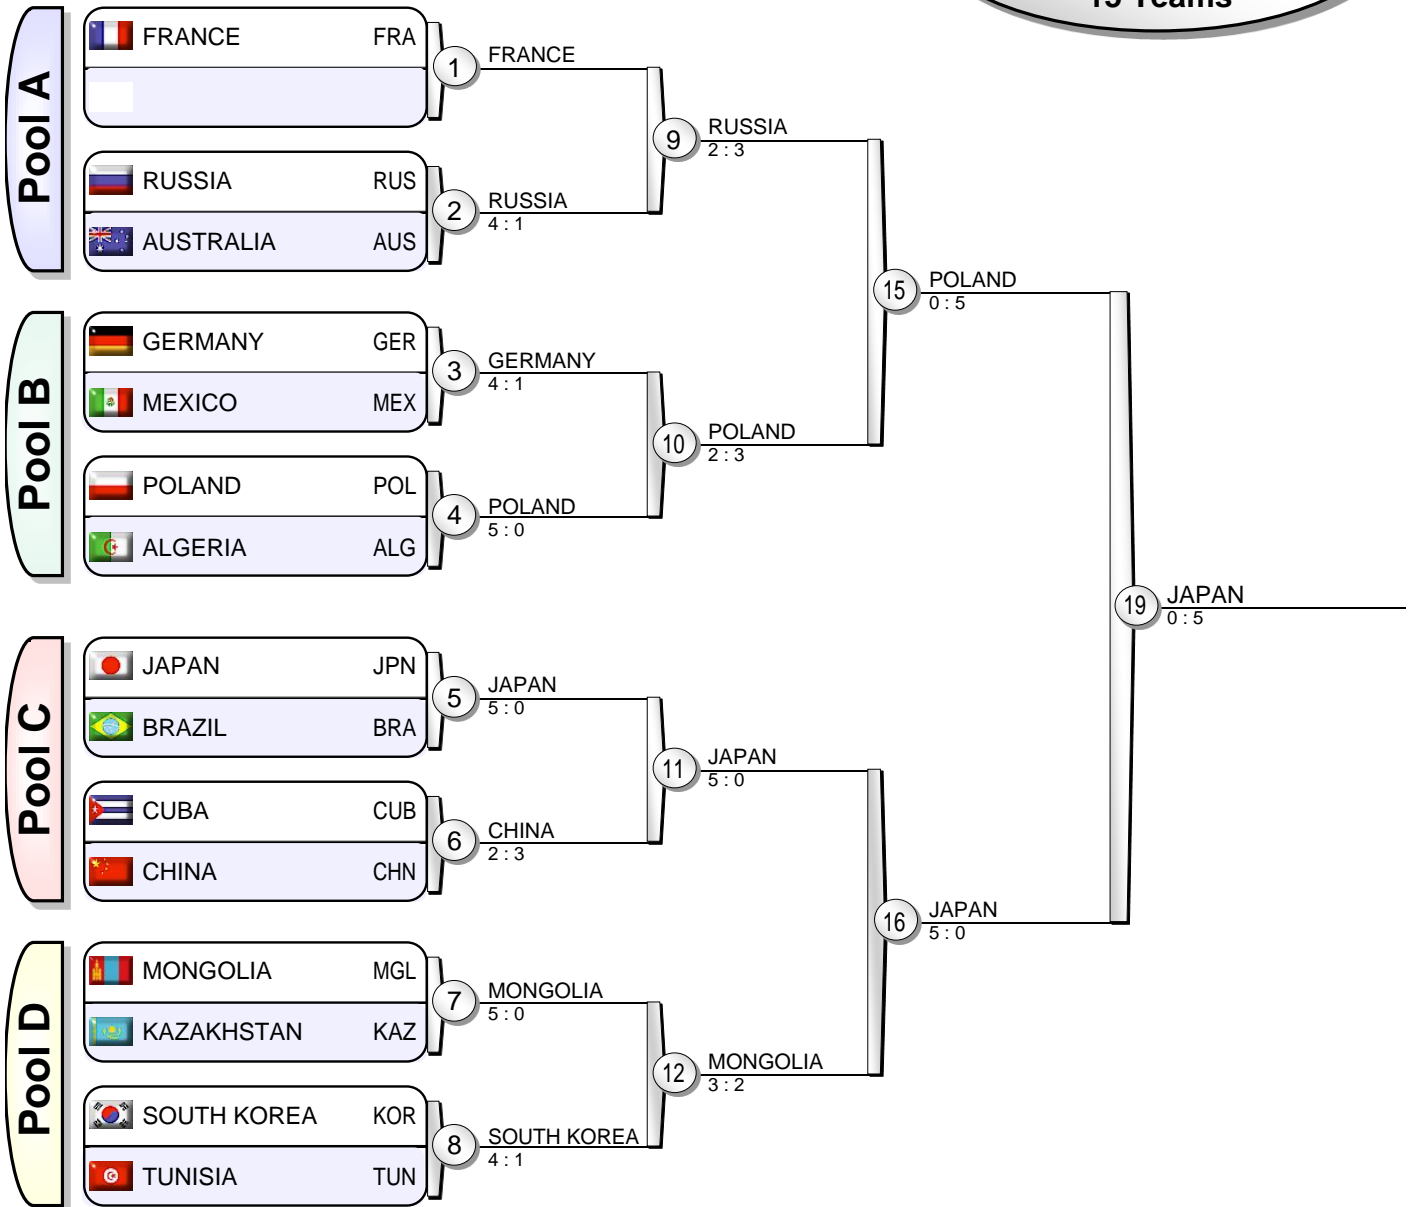 15 Teams
Pool A
FRANCE FRA
1
FRANCE
RUSSIA RUS
AUSTRALIA AUS
2
RUSSIA
4 : 1
9
RUSSIA
2 : 3
Pool B
GERMANY GER
MEXICO MEX
3
GERMANY
4 : 1
POLAND POL
ALGERIA ALG
4
POLAND
5 : 0
10
POLAND
2 : 3
15
POLAND
0 : 5
Pool C
JAPAN JPN
BRAZIL BRA
5
JAPAN
5 : 0
CUBA CUB
CHINA CHN
6
CHINA
2 : 3
11
JAPAN
5 : 0
Pool D
MONGOLIA MGL
KAZAKHSTAN KAZ
7
MONGOLIA
5 : 0
SOUTH KOREA KOR
TUNISIA TUN
8
SOUTH KOREA
4 : 1
12
MONGOLIA
3 : 2
16
JAPAN
5 : 0
19
JAPAN
0 : 5